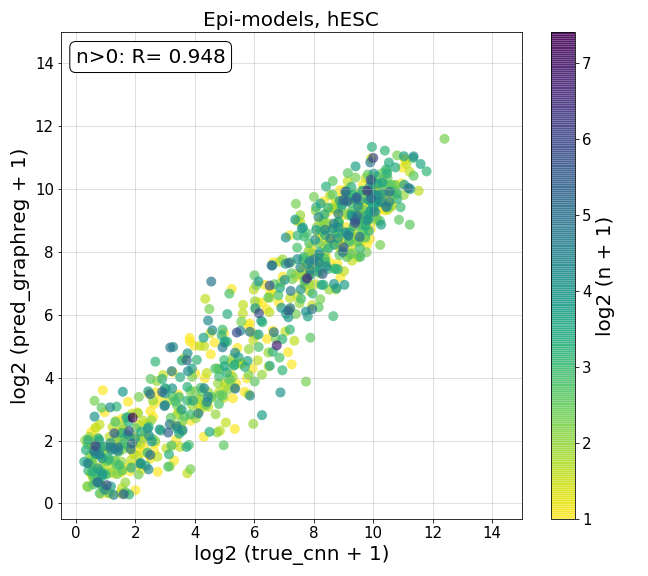 Epi-models, hESC
n>0: R= 0.948
log2 (pred_graphreg + 1)
14
12
10
8
6
4
2
0
0 2 4 6 8 10 12 14
log2 (true_cnn + 1)
7
6
5
4
3
2
1
log2 (n + 1)